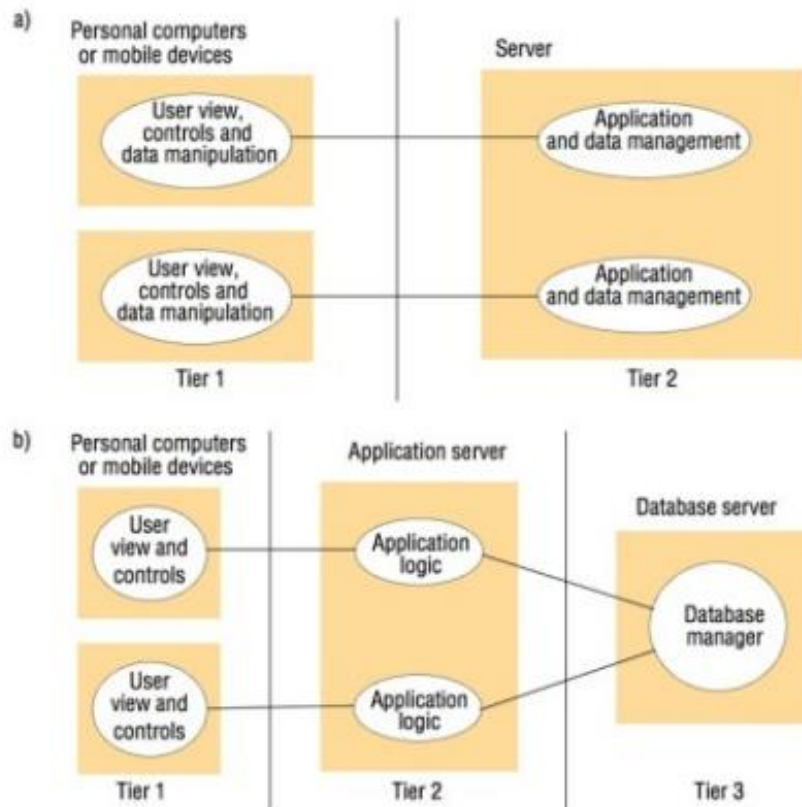 a)
Personal computers
or mobile devices
Server
User view,
controls and
data manipulation
Application
and data management
User view,
controls and
data manipulation
Application
and data management
Tier 1
Tier 2
b)
Personal computers
or mobile devices
Application server
Database server
User
view and
controls
Application
logic
Database
manager
User
view and
controls
Application
logic
Tier 1
Tier 2
Tier 3